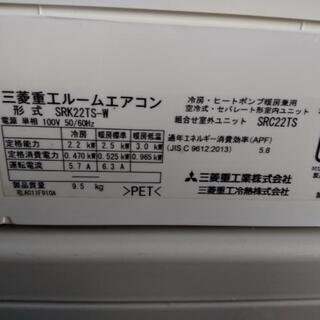 三菱重工ルームエアコン
形式 SRK22TS-W
電源 単相 100V 50/60Hz
冷房・ヒートポンプ暖房兼用
空冷式・セパレート形室内ユニット
組合せ室外ユニット SRC22TS
冷房 暖房標準 暖房低温
定格能力 2.2 kW 2.5 kW 3.0 kW
定格消費電力 0.470 kW 0.525 kW 0.965 kW
運転電流 5.7 A 6.3 A
製品質量 9.5 kg
RLA013F910A
>PET<
通年エネルギー消費効率(APF)
(JIS C 9612:2013) 5.8
三菱重工業株式会社
三菱重工冷熱株式会社